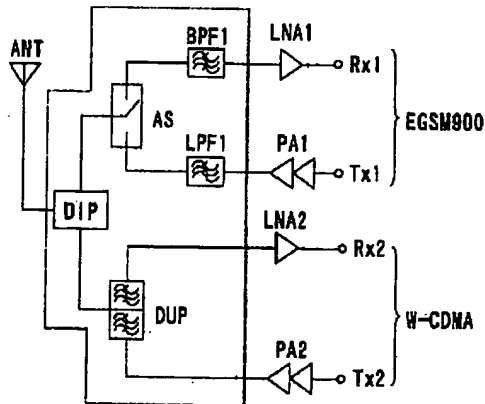 ANT
BPF1
LNA1
Rx1
AS
EGSM900
LPF1
PA1
Tx1
DIP
LNA2
Rx2
DUP
W-CDMA
PA2
Tx2